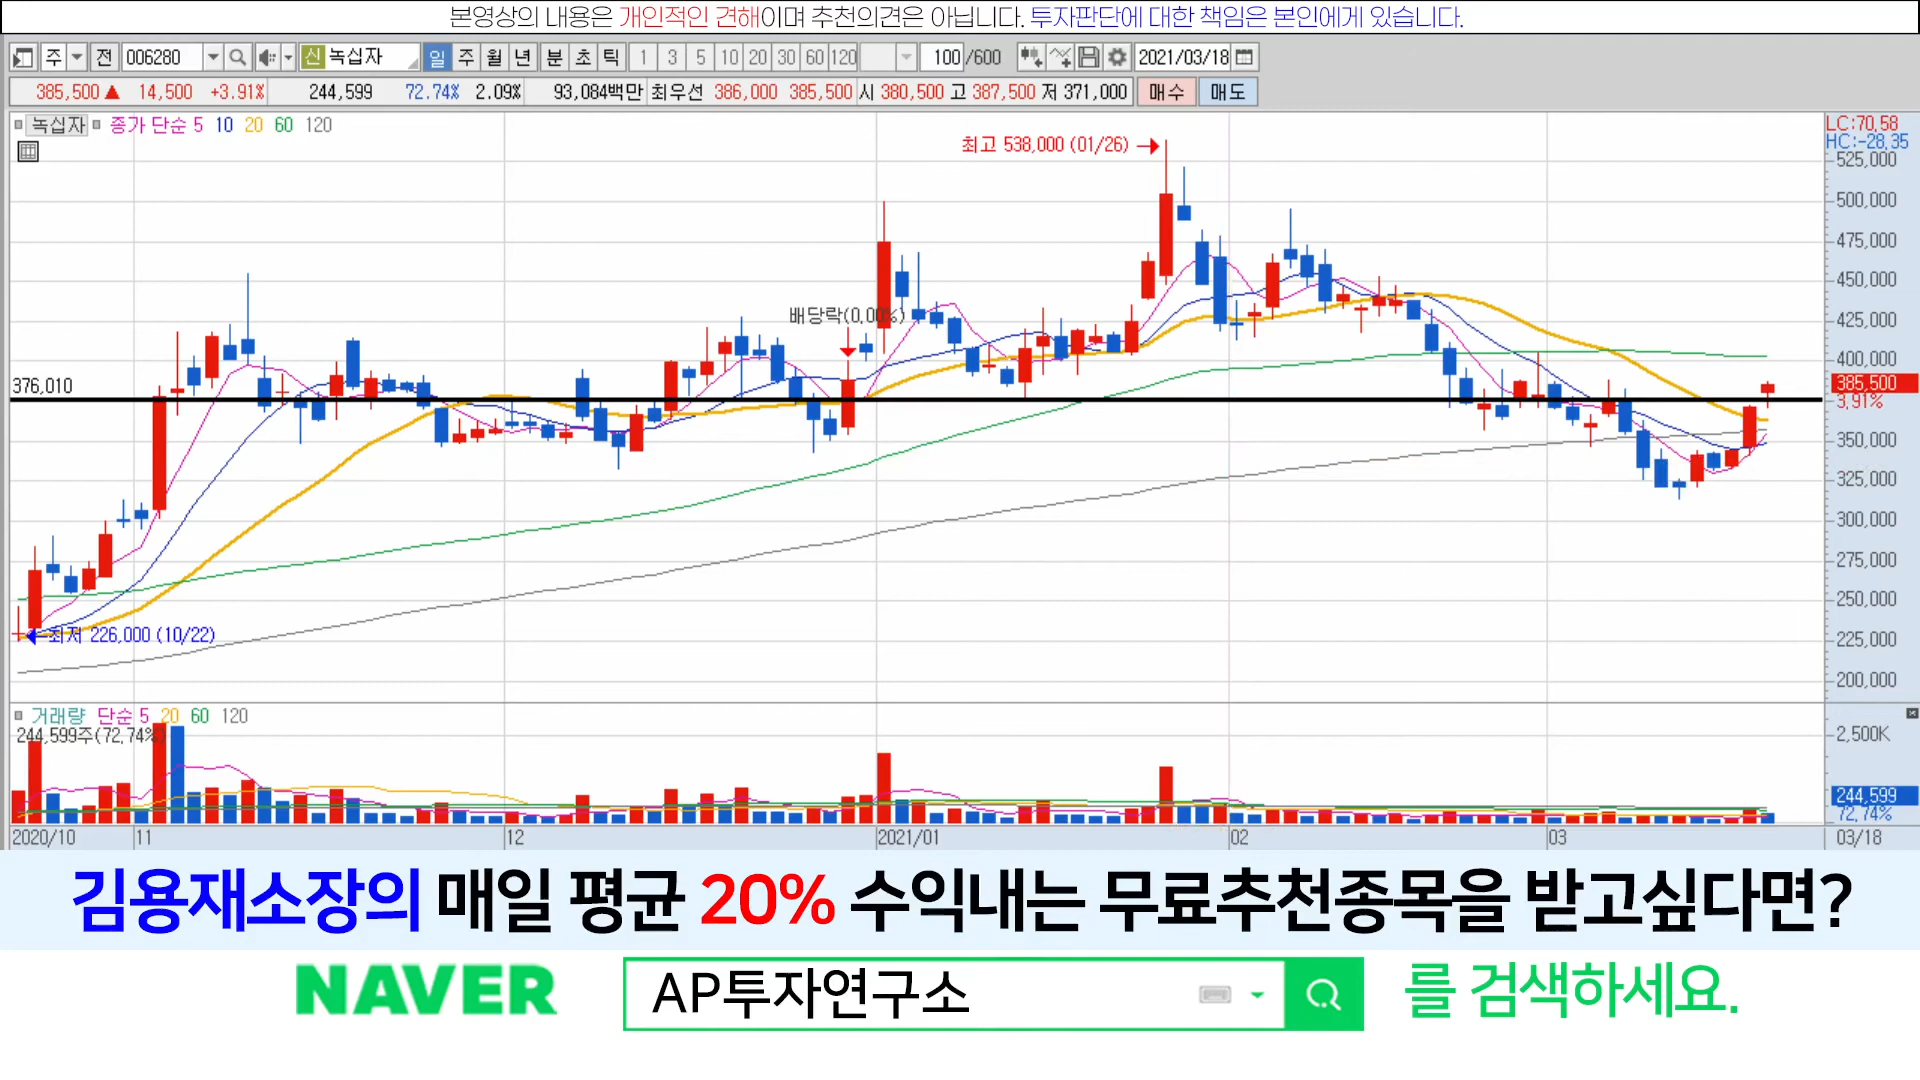 본영상의 내용은 개인적인 견해이며 추천의견은 아닙니다. 투자판단에 대한 책임은 본인에게 있습니다.
주 전 006280 신 녹십자 일 주 월 년 분 초 틱 1 3 5 10 20 30 60 120 100 /600 2021/03/18
385,500 ▲ 14,500 +3.91% 244,599 72.74% 2.09% 93,084백만 최우선 386,000 385,500 시 380,500 고 387,500 저 371,000 매수 매도
녹십자 종가 단순 5 10 20 60 120
LC:70.58
HC:-28.35
최고 538,000 (01/26)
525,000
500,000
475,000
450,000
배당락(0.00%)
425,000
400,000
376,010
385,500
3.91%
350,000
325,000
300,000
275,000
250,000
최저 226,000 (10/22)
225,000
200,000
거래량 단순 5 20 60 120
244,599주(72.74%)
2,500K
244,599
72.74%
2020/10 11 12 2021/01 02 03 03/18
김용재소장의 매일 평균 20% 수익내는 무료추천종목을 받고싶다면?
NAVER AP투자연구소 를 검색하세요.